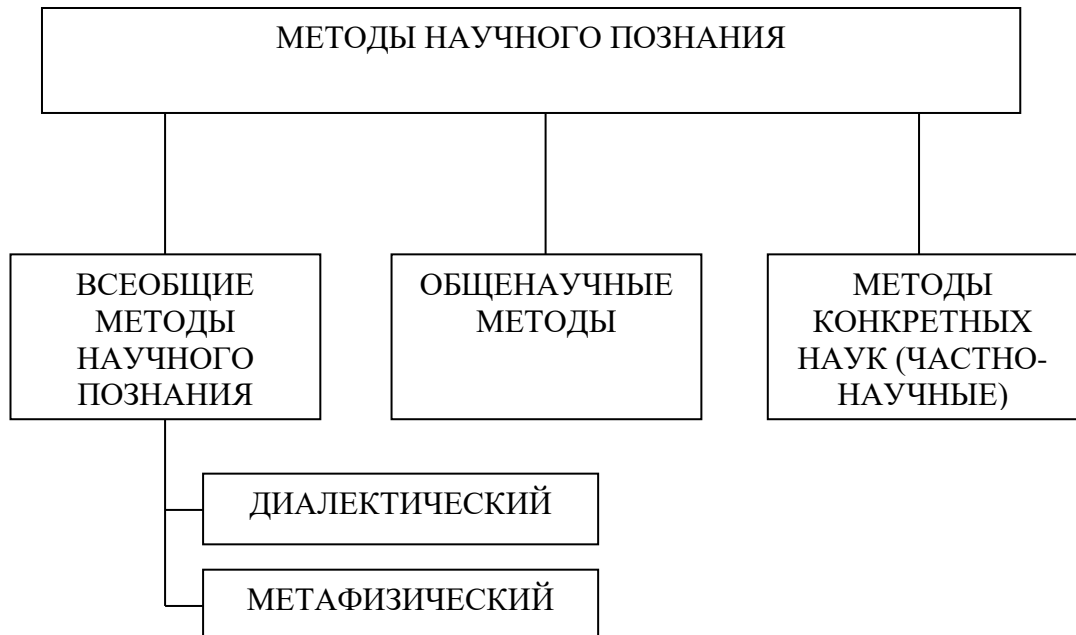 МЕТОДЫ НАУЧНОГО ПОЗНАНИЯ
ВСЕОБЩИЕ
МЕТОДЫ
НАУЧНОГО
ПОЗНАНИЯ
ОБЩЕНАУЧНЫЕ
МЕТОДЫ
МЕТОДЫ
КОНКРЕТНЫХ
НАУК (ЧАСТНО-
НАУЧНЫЕ)
ДИАЛЕКТИЧЕСКИЙ
МЕТАФИЗИЧЕСКИЙ